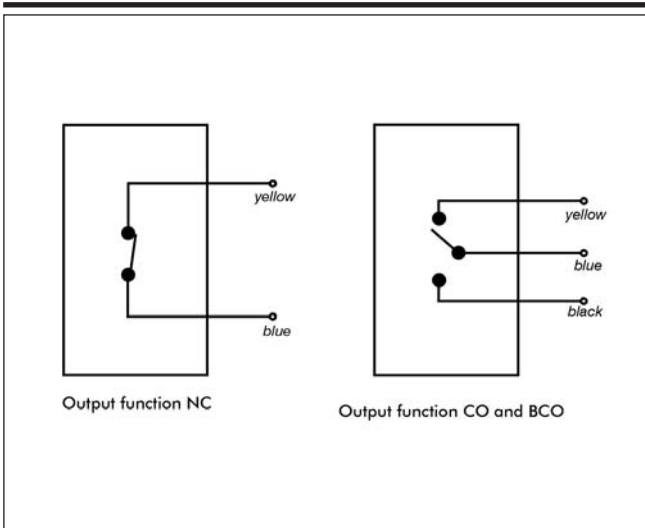 yellow
blue
Output function NC
yellow
blue
black
Output function CO and BCO